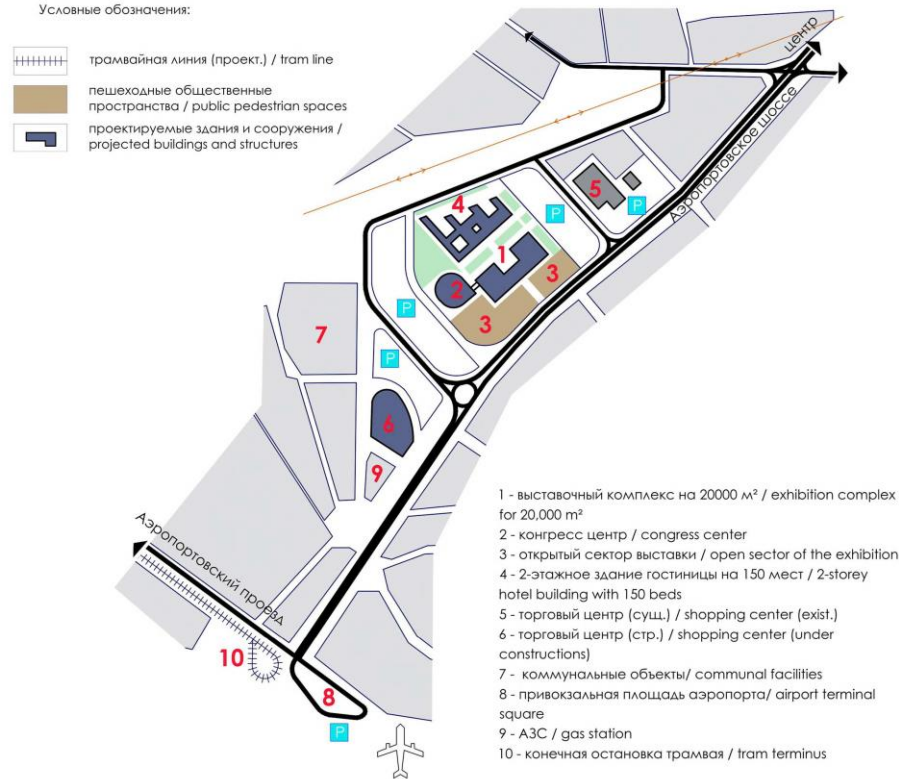 Условные обозначения:
трамвайная линия (проект.) / tram line
пешеходные общественные
пространства / public pedestrian spaces
проектируемые здания и сооружения /
projected buildings and structures
центр
Аэропортовское шоссе
5
P
P
4
1
3
2
3
P
7
P
6
9
Аэропортовский проезд
10
8
P
1 - выставочный комплекс на 20000 м² / exhibition complex
for 20,000 m²
2 - конгресс центр / congress center
3 - открытый сектор выставки / open sector of the exhibition
4 - 2-этажное здание гостиницы на 150 мест / 2-storey
hotel building with 150 beds
5 - торговый центр (сущ.) / shopping center (exist.)
6 - торговый центр (стр.) / shopping center (under
constructions)
7 - коммунальные объекты/ communal facilities
8 - привокзальная площадь аэропорта/ airport terminal
square
9 - АЗС / gas station
10 - конечная остановка трамвая / tram terminus